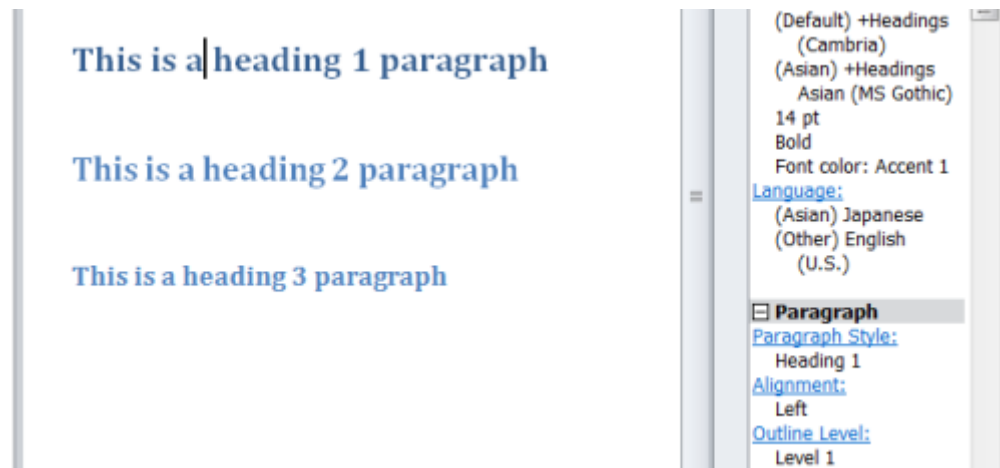 This is a heading 1 paragraph
This is a heading 2 paragraph
This is a heading 3 paragraph
(Default) +Headings
(Cambria)
(Asian) +Headings
Asian (MS Gothic)
14 pt
Bold
Font color: Accent 1
Language:
(Asian) Japanese
(Other) English
(U.S.)
Paragraph
Paragraph Style:
Heading 1
Alignment:
Left
Outline Level:
Level 1